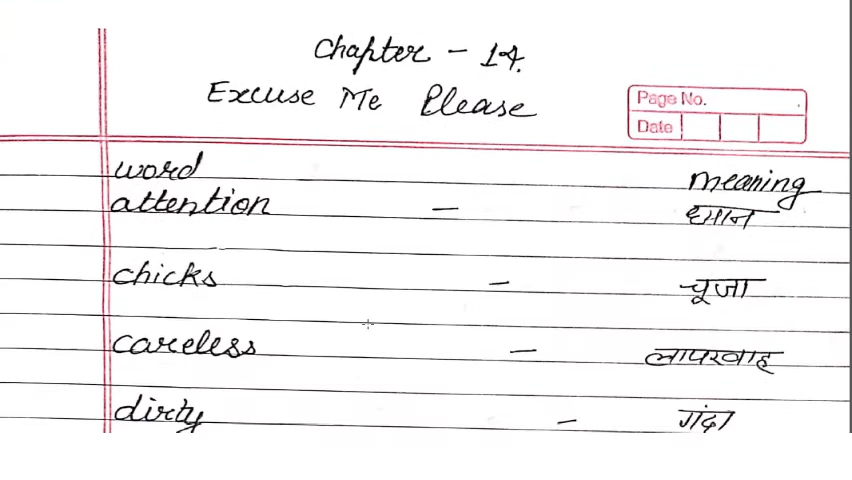 Chapter - 14.
Excuse Me Please
Page No.
Date
word meaning
attention - ध्यान
chicks - चूजा
careless - लापरवाह
dirty - गंदा